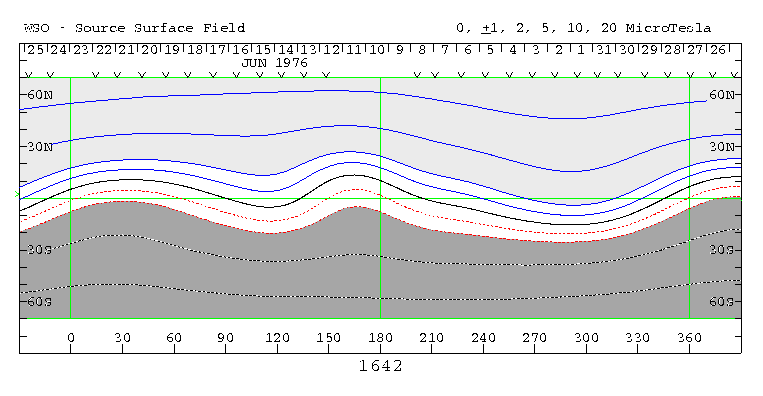 WSO - Source Surface Field 0, ±1, 2, 5, 10, 20 MicroTesla
25 24 23 22 21 20 19 18 17 16 15 14 13 12 11 10 9 8 7 6 5 4 3 2 1 30 29 28 27 26
JUN 1976
60N 60N
30N 30N
30S 30S
60S 60S
0 30 60 90 120 150 180 210 240 270 300 330 360
1642